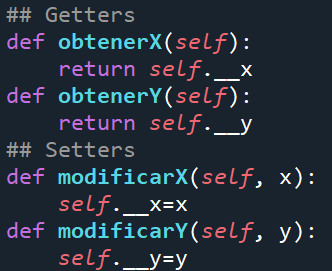 ## Getters
def obtenerX(self):
    return self.__x
def obtenerY(self):
    return self.__y
## Setters
def modificarX(self, x):
    self.__x=x
def modificarY(self, y):
    self.__y=y